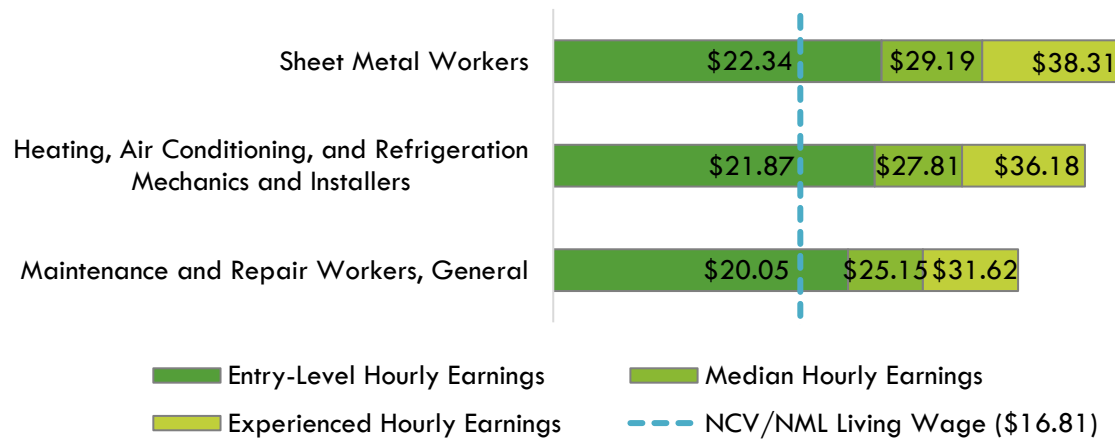 Sheet Metal Workers
$22.34 $29.19 $38.31
Heating, Air Conditioning, and Refrigeration
Mechanics and Installers
$21.87 $27.81 $36.18
Maintenance and Repair Workers, General
$20.05 $25.15 $31.62
Entry-Level Hourly Earnings
Median Hourly Earnings
Experienced Hourly Earnings
NCV/NML Living Wage ($16.81)